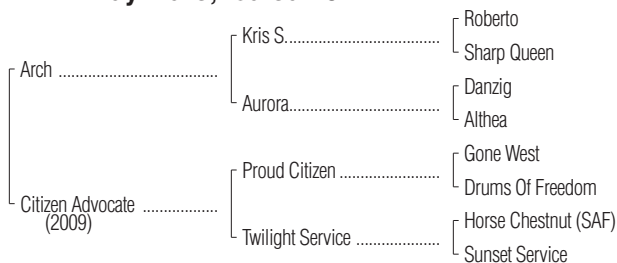 Roberto
Kris S.
Sharp Queen
Arch
Danzig
Aurora
Althea
Gone West
Proud Citizen
Drums Of Freedom
Citizen Advocate
(2009)
Horse Chestnut (SAF)
Twilight Service
Sunset Service